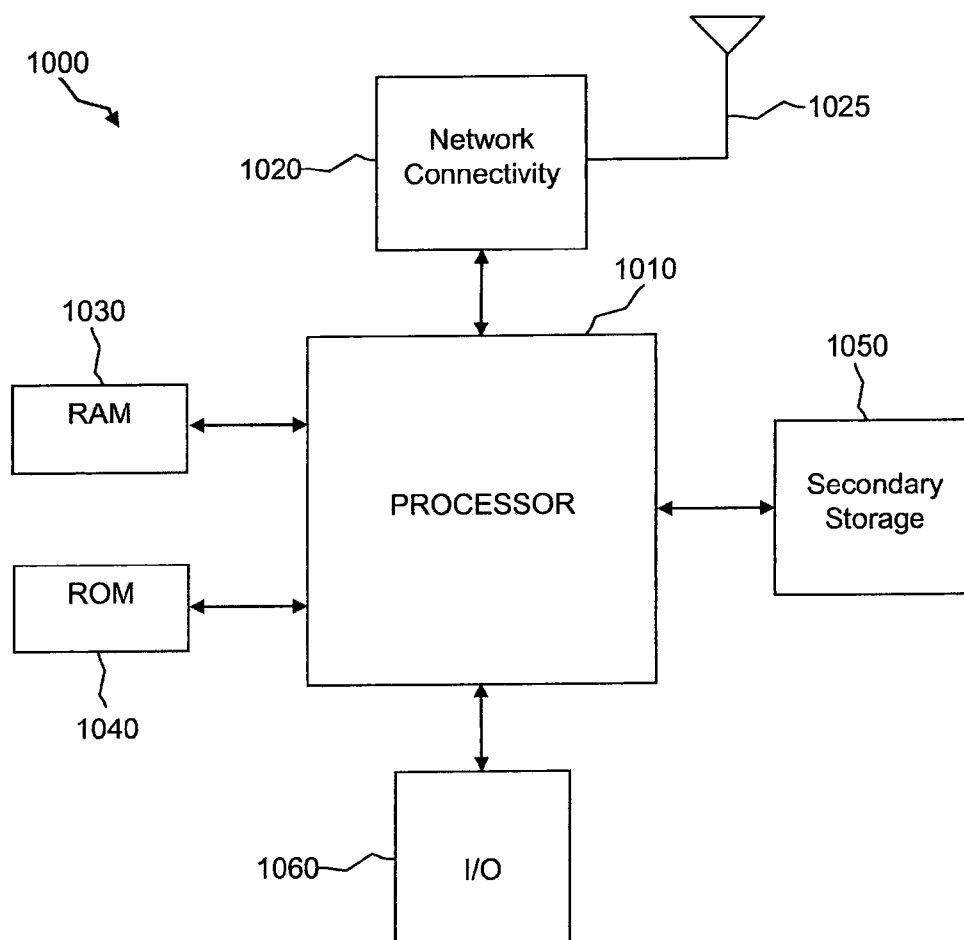 1000
1025
Network
Connectivity
1020
1010
1030
1050
RAM
PROCESSOR
Secondary
Storage
ROM
1040
1060
I/O